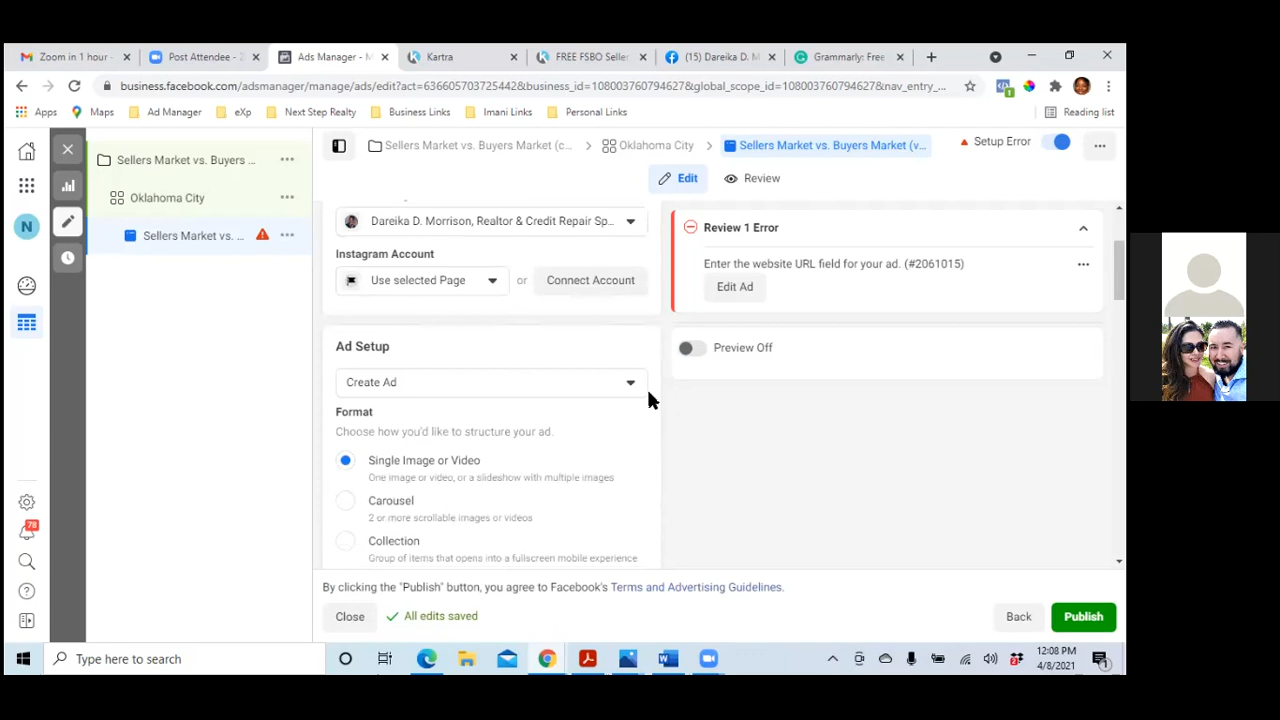 Zoom in 1 hour -
Post Attendee - 2
Ads Manager - M
Kartra
FREE FSBO Seller
(15) Dareika D. M
Grammarly: Free
business.facebook.com/adsmanager/manage/ads/edit?act=636605703725442&business_id=108003760794627&global_scope_id=108003760794627&nav_entry_...
1
Apps
Maps
Ad Manager
eXp
Next Step Realty
Business Links
Imani Links
Personal Links
Reading list
Sellers Market vs. Buyers ...
Oklahoma City
Sellers Market vs. ...
N
78
Sellers Market vs. Buyers Market (c...
Oklahoma City
Sellers Market vs. Buyers Market (v...
Setup Error
Edit
Review
Dareika D. Morrison, Realtor & Credit Repair Sp...
Instagram Account
Use selected Page
or
Connect Account
Ad Setup
Create Ad
Format
Choose how you'd like to structure your ad.
Single Image or Video
One image or video, or a slideshow with multiple images
Carousel
2 or more scrollable images or videos
Collection
Group of items that opens into a fullscreen mobile experience
Review 1 Error
Enter the website URL field for your ad. (#2061015)
Edit Ad
Preview Off
By clicking the "Publish" button, you agree to Facebook's Terms and Advertising Guidelines.
Close
All edits saved
Back
Publish
Type here to search
12:08 PM
4/8/2021
1